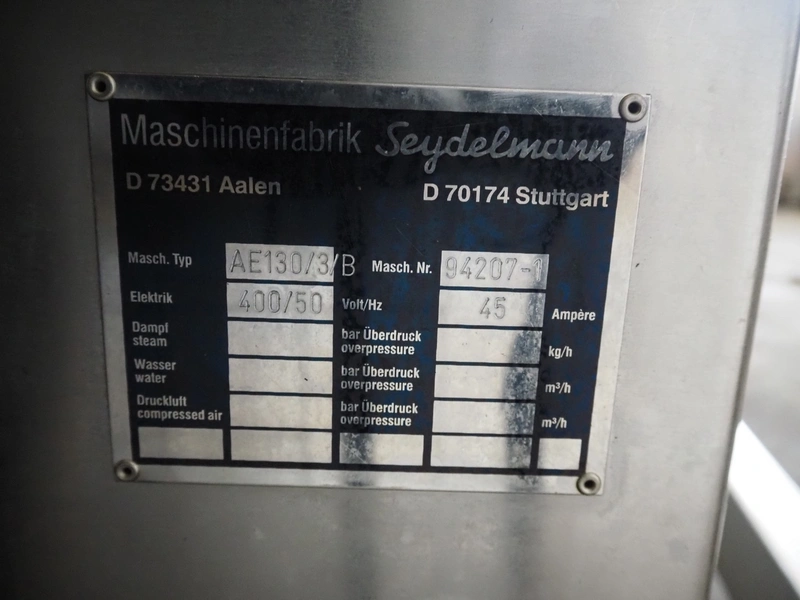 Maschinenfabrik Seydelmann
D 73431 Aalen D 70174 Stuttgart
Masch. Typ AE130/3/B Masch. Nr. 94207-1
Elektrik 400/50 Volt/Hz 45 Ampère
Dampf bar Überdruck
steam overpressure kg/h
Wasser bar Überdruck
water overpressure m³/h
Druckluft bar Überdruck
compressed air overpressure m³/h